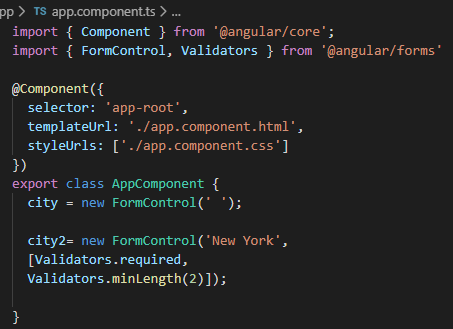 pp > TS app.component.ts > ...
import { Component } from '@angular/core';
import { FormControl, Validators } from '@angular/forms'
@Component({
selector: 'app-root',
templateUrl: './app.component.html',
styleUrls: ['./app.component.css']
})
export class AppComponent {
city = new FormControl(' ');
city2= new FormControl('New York',
[Validators.required,
Validators.minLength(2)]);
}